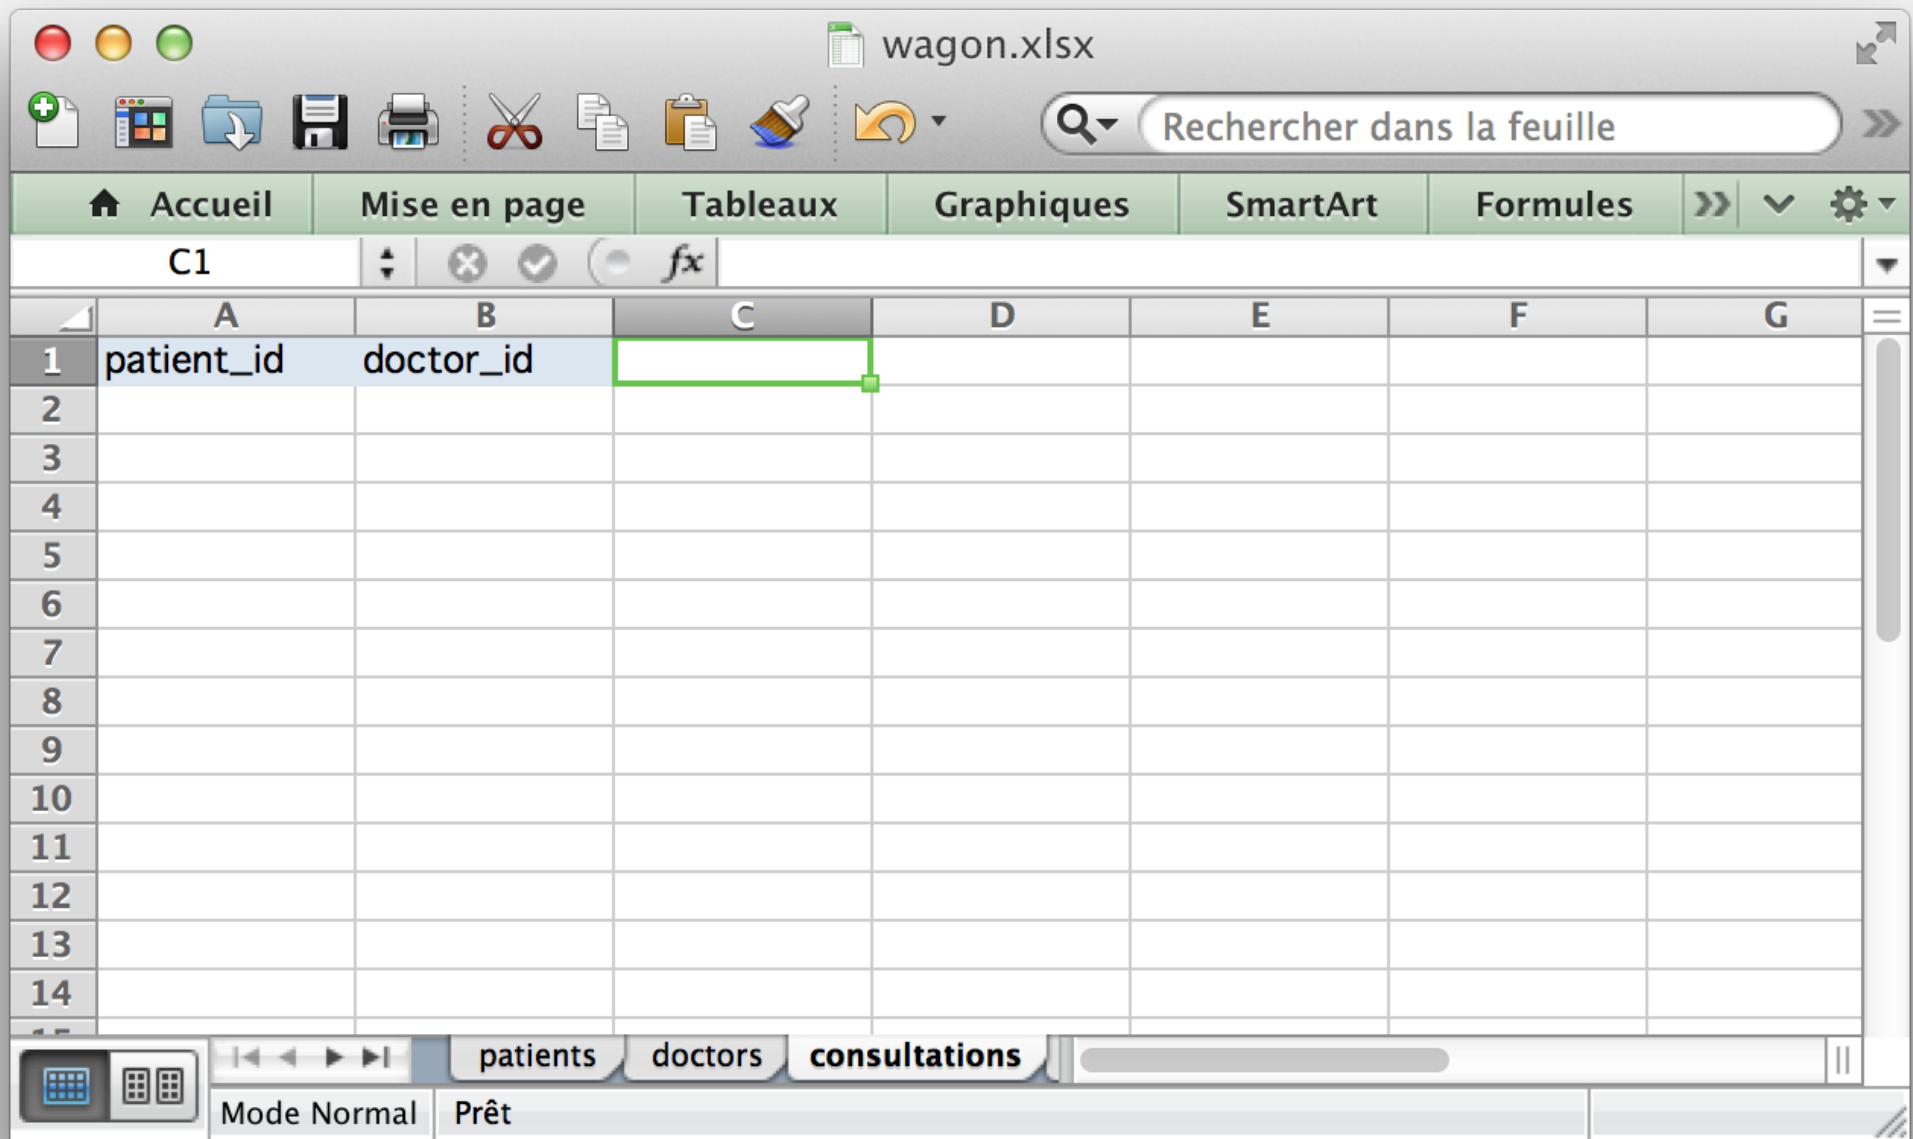 wagon.xlsx
Rechercher dans la feuille
Accueil Mise en page Tableaux Graphiques SmartArt Formules
C1 fx
A B C D E F G
1 patient_id doctor_id
2
3
4
5
6
7
8
9
10
11
12
13
14
15
patients doctors consultations
Mode Normal Prêt